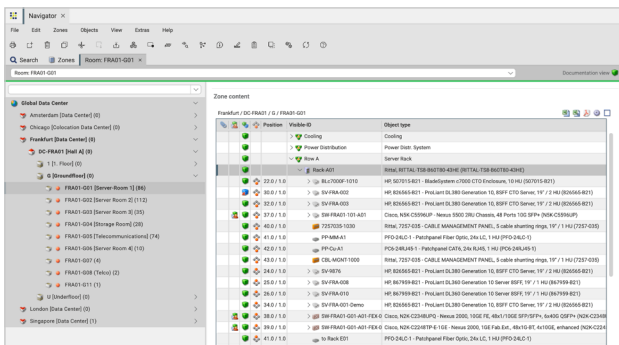 Navigator ×
File Edit Zones Objects View Extras Help
Search Zones Room: FRA01-G01 ×
Room: FRA01-G01
Documentation view
Zone content
Frankfurt / DC-FRA01 / G / FRA01-G01
Global Data Center
Amsterdam [Data Center] (0)
Chicago [Colocation Data Center] (0)
Frankfurt [Data Center] (0)
DC-FRA01 [Hall A] (0)
1 [1. Floor] (0)
G [Groundfloor] (0)
FRA01-G01 [Server-Room 1] (86)
FRA01-G02 [Server Room 2] (112)
FRA01-G03 [Server Room 3] (35)
FRA01-G04 [Storage Room] (28)
FRA01-G05 [Telecommunications] (74)
FRA01-G06 [Server Room 4] (10)
FRA01-G07 (4)
FRA01-G08 (Telco) (2)
FRA01-G11 (1)
U [Underfloor] (0)
London [Data Center] (0)
Singapore [Data Center] (1)
Position Visible-ID Object type
Cooling Cooling
Power Distribution Power Distr. System
Row A Server Rack
Rack-A01 Rittal, RITTAL-TS8-860T80-43HE (RITTAL-TS8-860T80-43HE)
22.0 / 1.0 BLc7000F-1010 HP, 507015-B21 - BladeSystem c7000 CTO Enclosure, 10 HU (507015-B21)
30.0 / 1.0 SV-FRA-002 HP, 826565-B21 - ProLiant DL380 Generation 10, 8SFF CTO Server, 19" / 2 HU (826565-B21)
32.0 / 1.0 SV-FRA-003 HP, 826565-B21 - ProLiant DL380 Generation 10, 8SFF CTO Server, 19" / 2 HU (826565-B21)
37.0 / 1.0 SW-FRA01-101-A01 Cisco, N5K-C5596UP - Nexus 5500 2RU Chassis, 48 Ports 10G SFP+ (N5K-C5596UP)
40.0 / 1.0 7257035-1030 Rittal, 7257-035 - CABLE MANAGEMENT PANEL, 5 cable shunting rings, 19" / 1 HU (7257-035)
41.0 / 1.0 PP-MM-A1 PFO-24LC-1 - Patchpanel Fiber Optic, 24x LC, 1 HU (PFO-24LC-1)
42.0 / 1.0 PP-Cu-A1 PC6-24RJ45-1 - Patchpanel CAT6, 24x RJ45, 1 HU (PC6-24RJ45-1)
43.0 / 1.0 CBL-MGNT-1000 Rittal, 7257-035 - CABLE MANAGEMENT PANEL, 5 cable shunting rings, 19" / 1 HU (7257-035)
24.0 / 1.0 SV-9876 HP, 826565-B21 - ProLiant DL380 Generation 10, 8SFF CTO Server, 19" / 2 HU (826565-B21)
25.0 / 1.0 SV-FRA-008 HP, 867959-B21 - ProLiant DL360 Generation 10 Server 8SFF, 19" / 1 HU (867959-B21)
26.0 / 1.0 SV-FRA-010 HP, 867959-B21 - ProLiant DL360 Generation 10 Server 8SFF, 19" / 1 HU (867959-B21)
34.0 / 1.0 SV-FRA-001-Demo HP, 826565-B21 - ProLiant DL380 Generation 10, 8SFF CTO Server, 19" / 2 HU (826565-B21)
38.0 / 1.0 SW-FRA01-G01-A01-FEX-0 Cisco, N2K-C2348UPQ - Nexus 2000, 10GE FE, 48x1/10GE SFP/SFP+, 6x40G QSFP+ (N2K-C2348
39.0 / 1.0 SW-FRA01-G01-A01-FEX-0 Cisco, N2K-C2248TP-E-1GE - Nexus 2000, 1GE Fab.Ext., 48x1G-BT, 4x10GE, enhanced (N2K-C224
41.0 / 1.0 to Rack E01 PFO-24LC-1 - Patchpanel Fiber Optic, 24x LC, 1 HU (PFO-24LC-1)